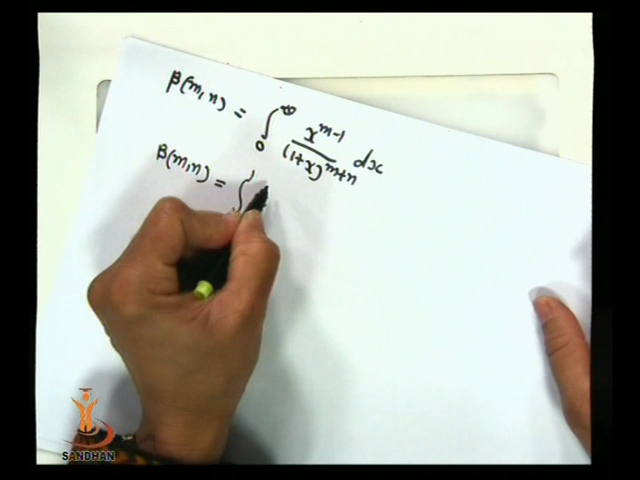 β(m,n) = ∫₀^∞ x^{m-1}/(1+x)^{m+n} dx
β(m,n) = ∫
SANDHAN